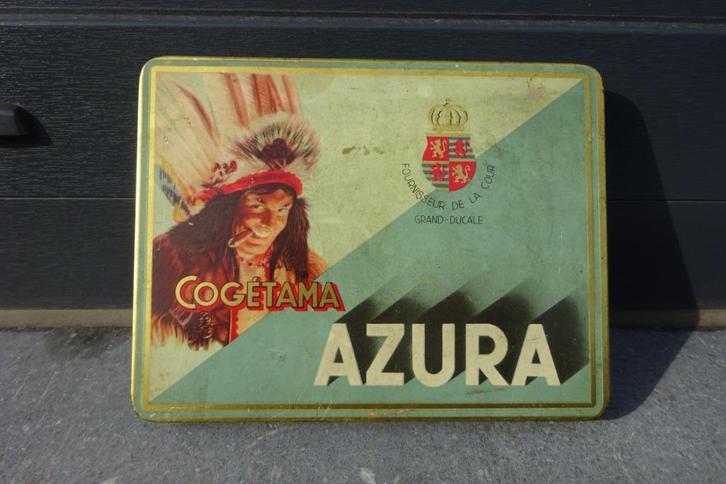 FOURNISSEUR DE LA COUR
GRAND-DUCALE
COGÉTAMA
AZURA